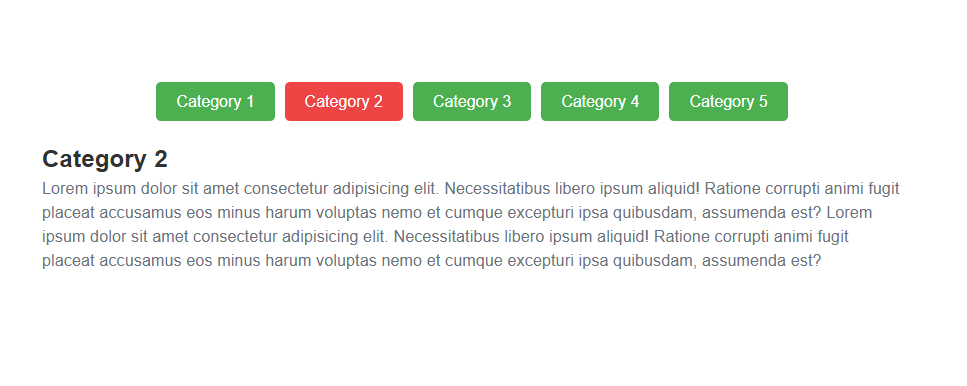 Category 1 Category 2 Category 3 Category 4 Category 5
Category 2
Lorem ipsum dolor sit amet consectetur adipisicing elit. Necessitatibus libero ipsum aliquid! Ratione corrupti animi fugit
placeat accusamus eos minus harum voluptas nemo et cumque excepturi ipsa quibusdam, assumenda est? Lorem
ipsum dolor sit amet consectetur adipisicing elit. Necessitatibus libero ipsum aliquid! Ratione corrupti animi fugit
placeat accusamus eos minus harum voluptas nemo et cumque excepturi ipsa quibusdam, assumenda est?